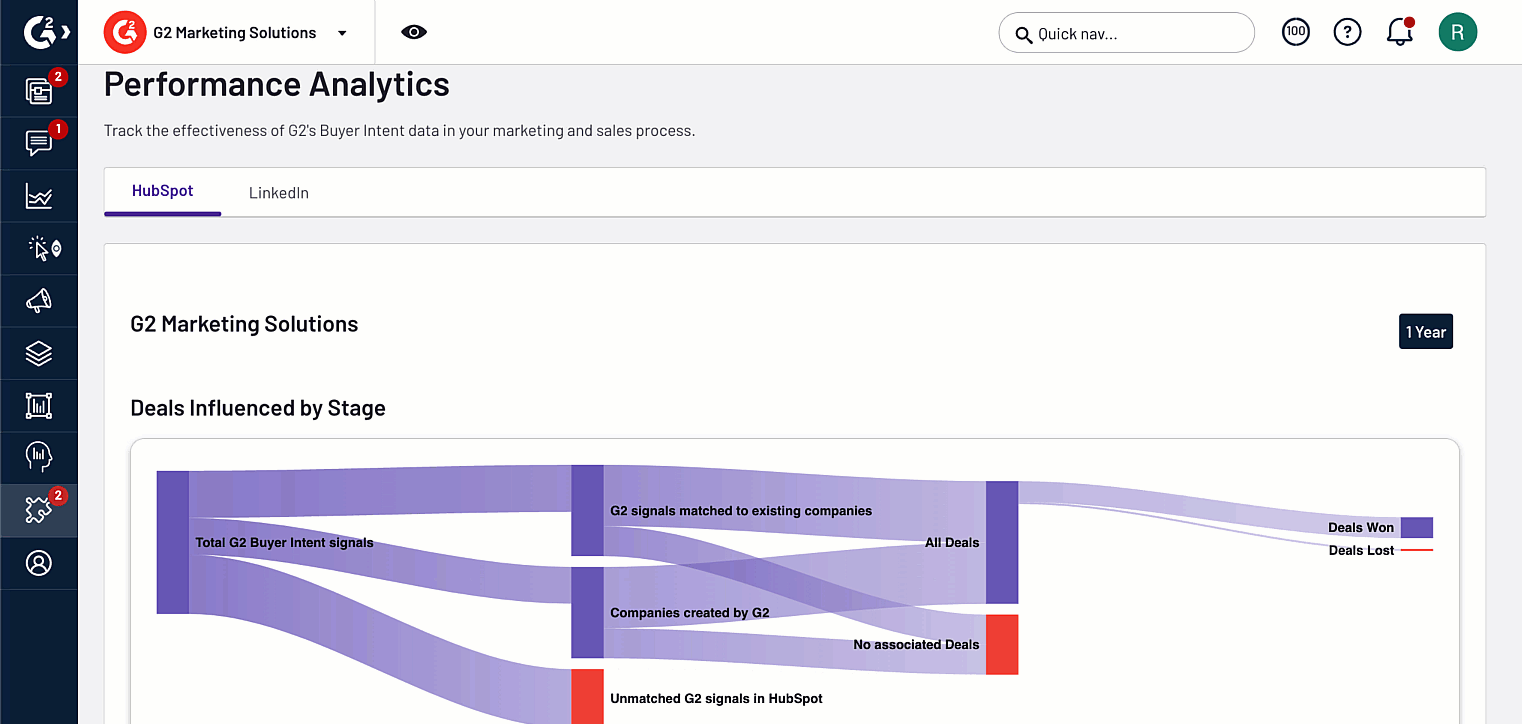 G2 Marketing Solutions
Quick nav...
100
?
R
2
1
2
Performance Analytics
Track the effectiveness of G2's Buyer Intent data in your marketing and sales process.
HubSpot
LinkedIn
G2 Marketing Solutions
1 Year
Deals Influenced by Stage
G2 signals matched to existing companies
Deals Won
Total G2 Buyer Intent signals
All Deals
Deals Lost
Companies created by G2
No associated Deals
Unmatched G2 signals in HubSpot